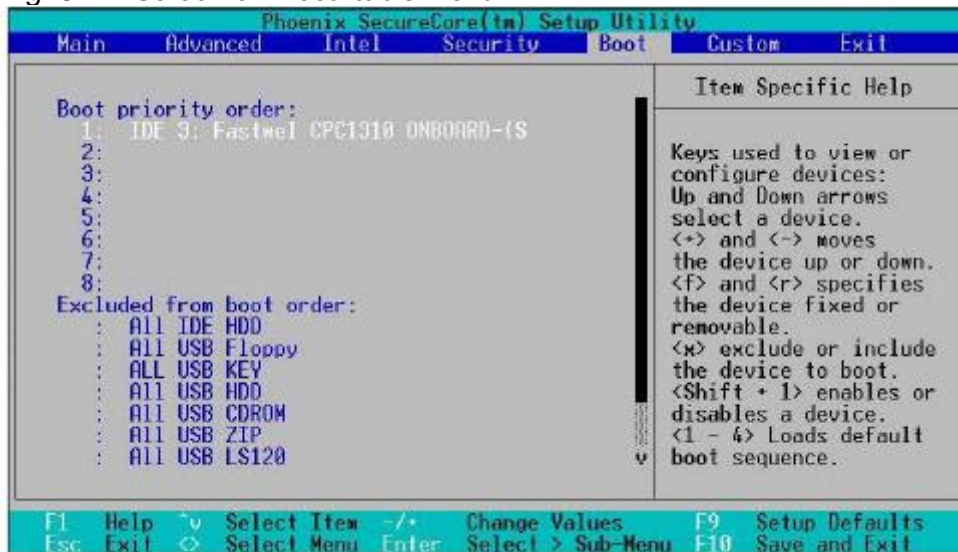 Phoenix SecureCore(tm) Setup Utility
Main Advanced Intel Security Boot Custom Exit
Item Specific Help
Boot priority order:
1: IDE 3: Fastwel CPC1310 ONBOARD-(S
2:
3:
4:
5:
6:
7:
8:
Excluded from boot order:
: All IDE HDD
: All USB Floppy
: ALL USB KEY
: All USB HDD
: All USB CDROM
: All USB ZIP
: All USB LS120
Keys used to view or
configure devices:
Up and Down arrows
select a device.
<+> and <-> moves
the device up or down.
<f> and <r> specifies
the device fixed or
removable.
<x> exclude or include
the device to boot.
<Shift + 1> enables or
disables a device.
<1 - 4> Loads default
boot sequence.
F1 Help ^v Select Item -/+ Change Values F9 Setup Defaults
Esc Exit <> Select Menu Enter Select > Sub-Menu F10 Save and Exit